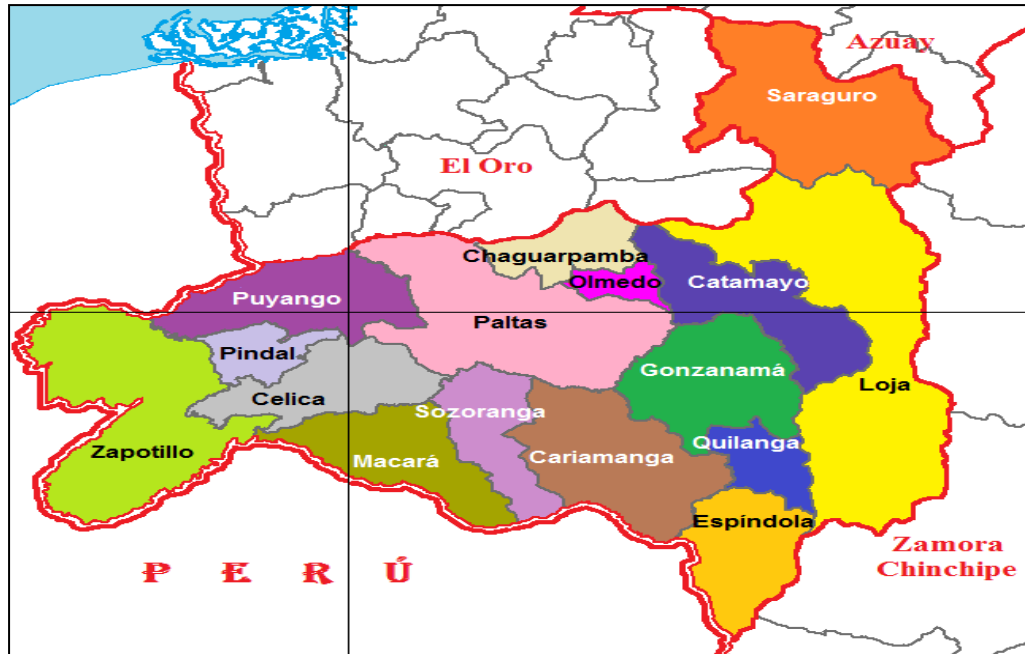 Azuay
Saraguro
El Oro
Chaguarpamba
Olmedo
Catamayo
Puyango
Paltas
Pindal
Gonzanamá
Loja
Celica
Sozoranga
Zapotillo
Macará
Cariamanga
Quilanga
Espíndola
Zamora
Chinchipe
P E R Ú